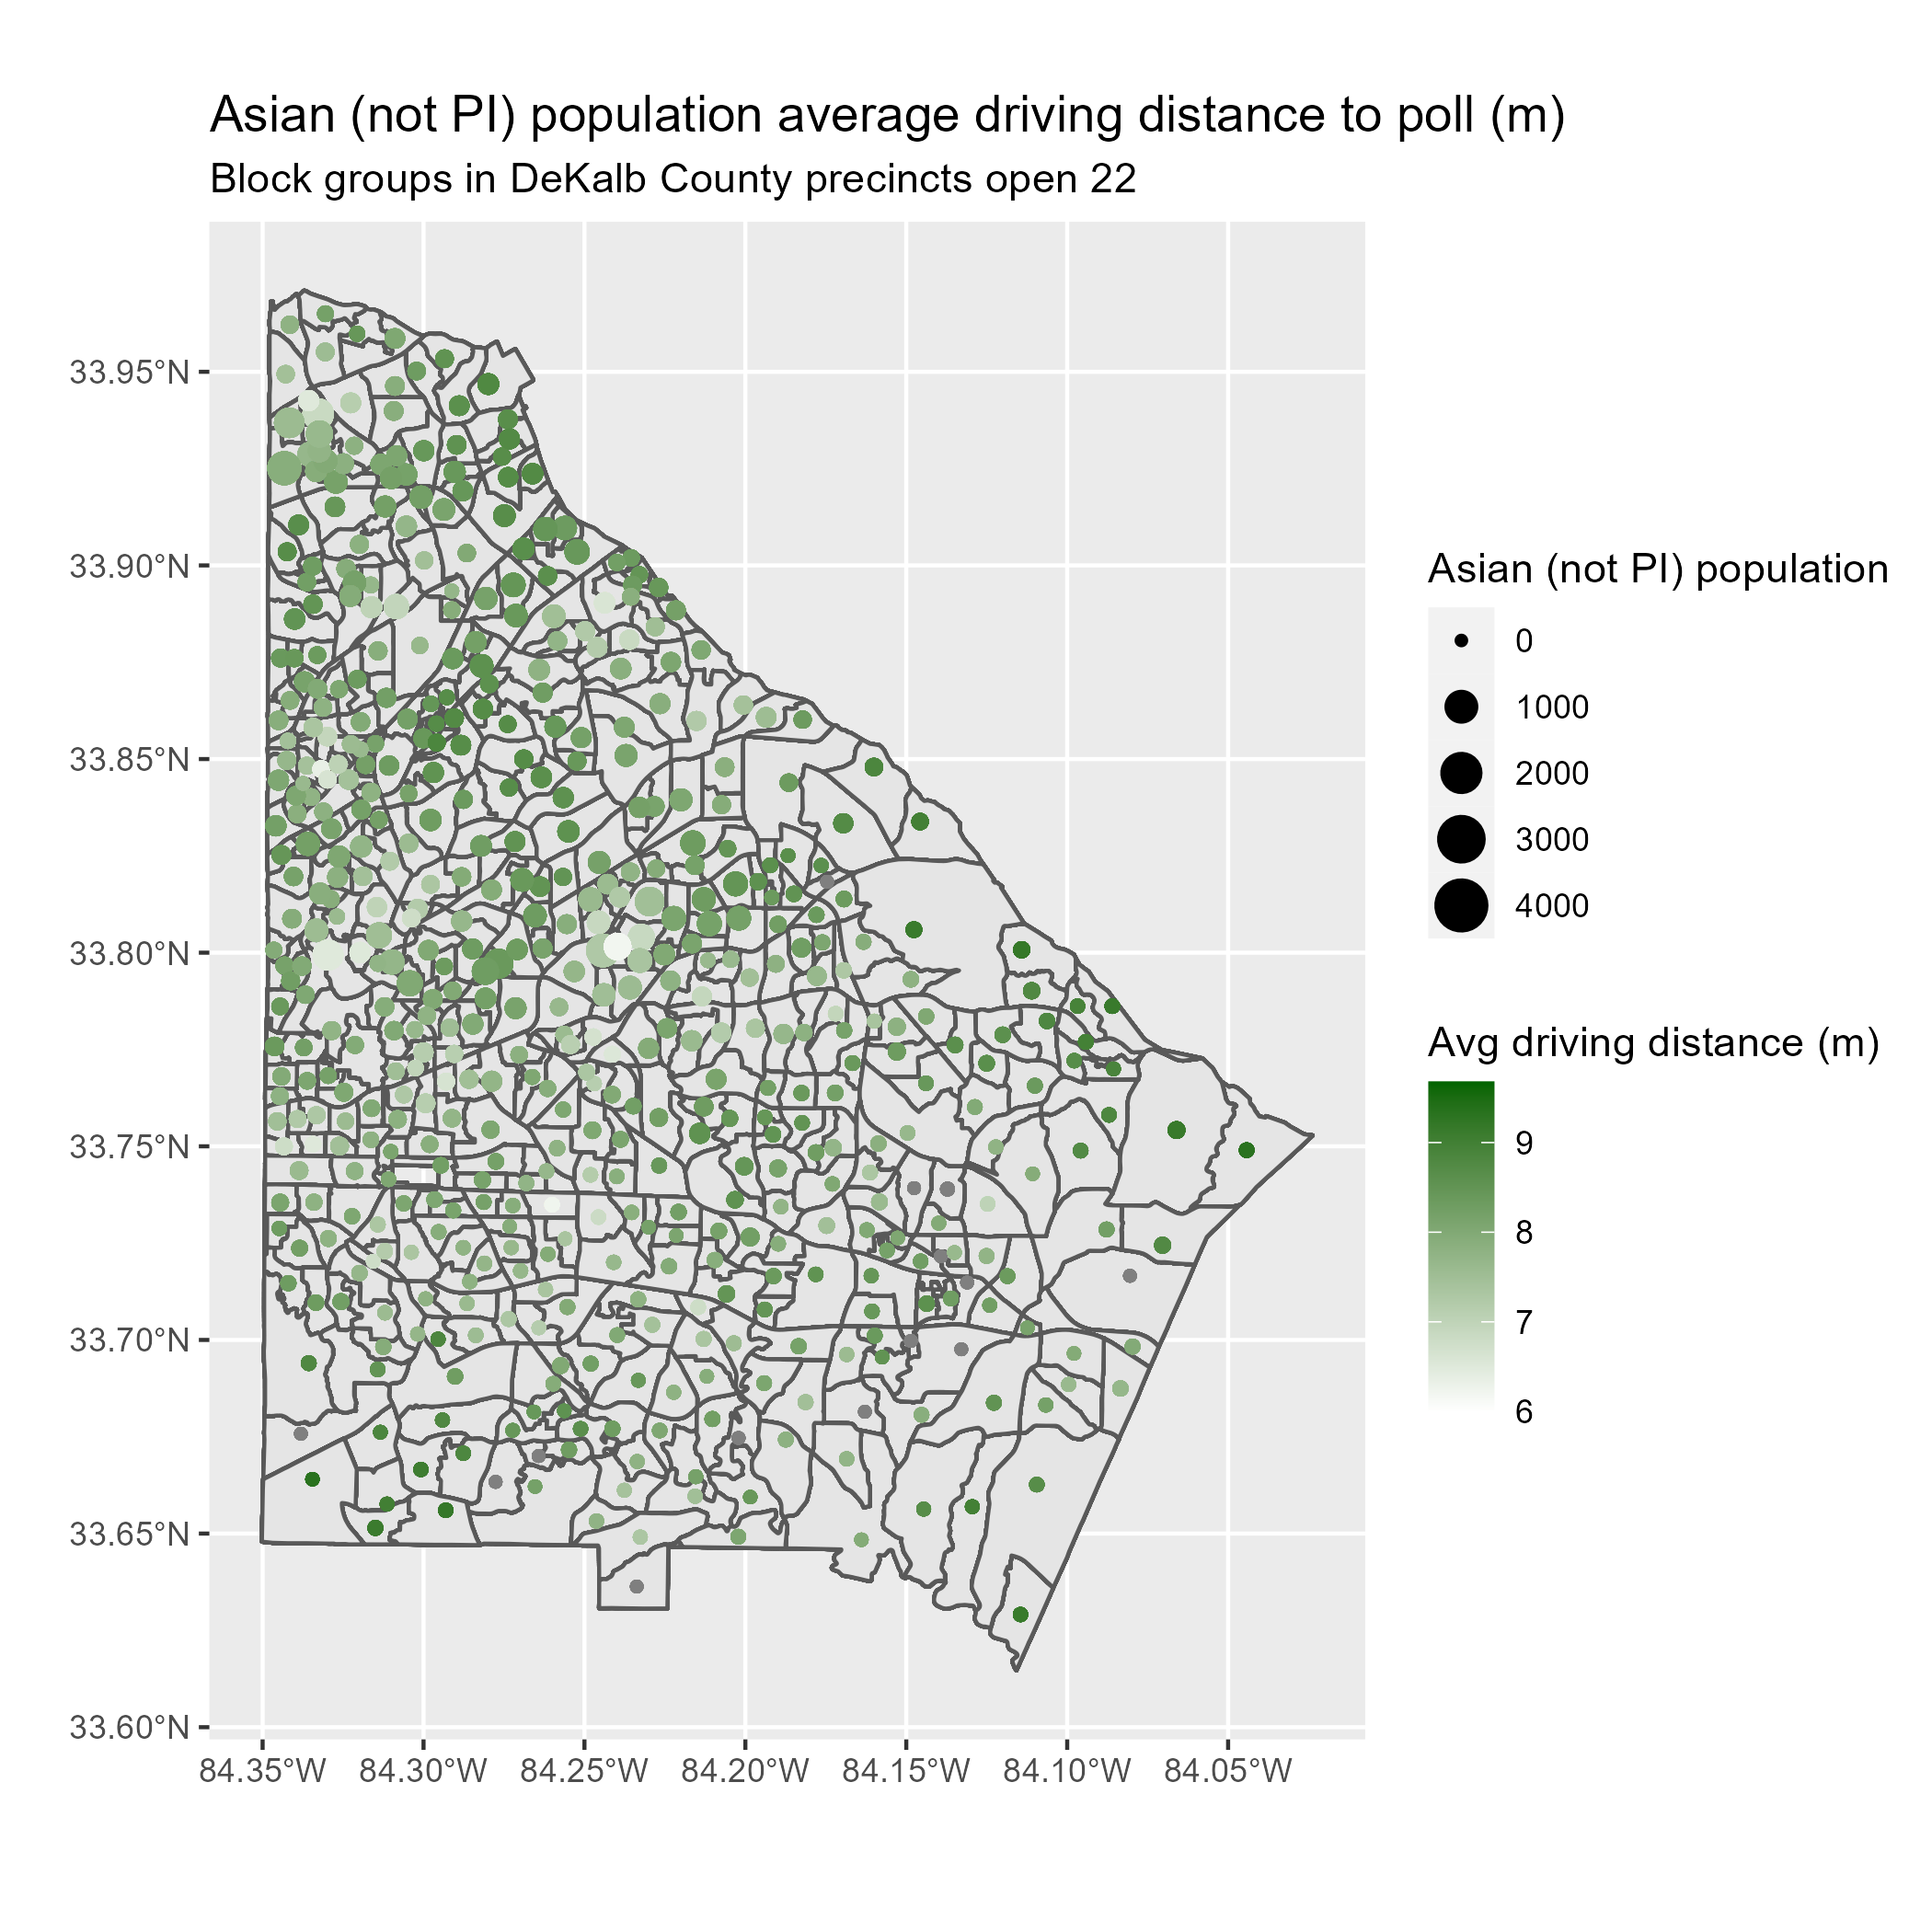 Asian (not PI) population average driving distance to poll (m)
Block groups in DeKalb County precincts open 22
33.95°N
33.90°N
33.85°N
33.80°N
33.75°N
33.70°N
33.65°N
33.60°N
84.35°W
84.30°W
84.25°W
84.20°W
84.15°W
84.10°W
84.05°W
Asian (not PI) population
0
1000
2000
3000
4000
Avg driving distance (m)
9
8
7
6